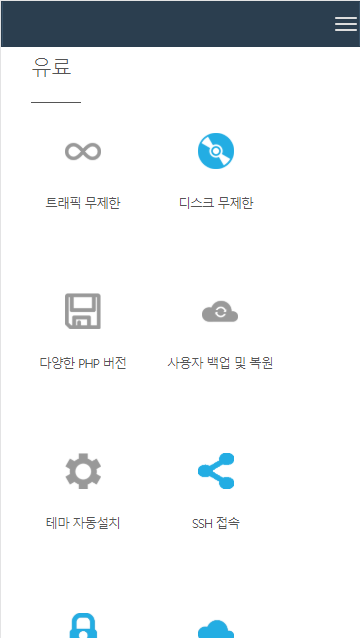 유료
트래픽 무제한
디스크 무제한
다양한 PHP 버전
사용자 백업 및 복원
테마 자동설치
SSH 접속